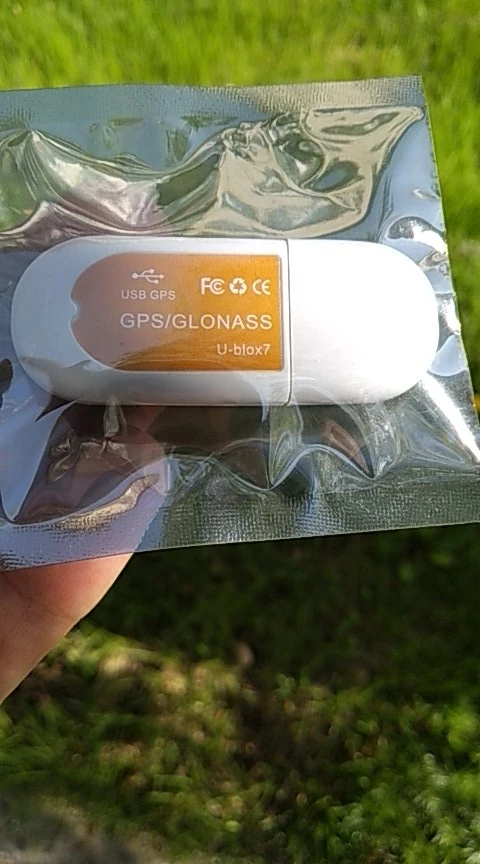 USB GPS
FC CE
GPS/GLONASS
U-blox7